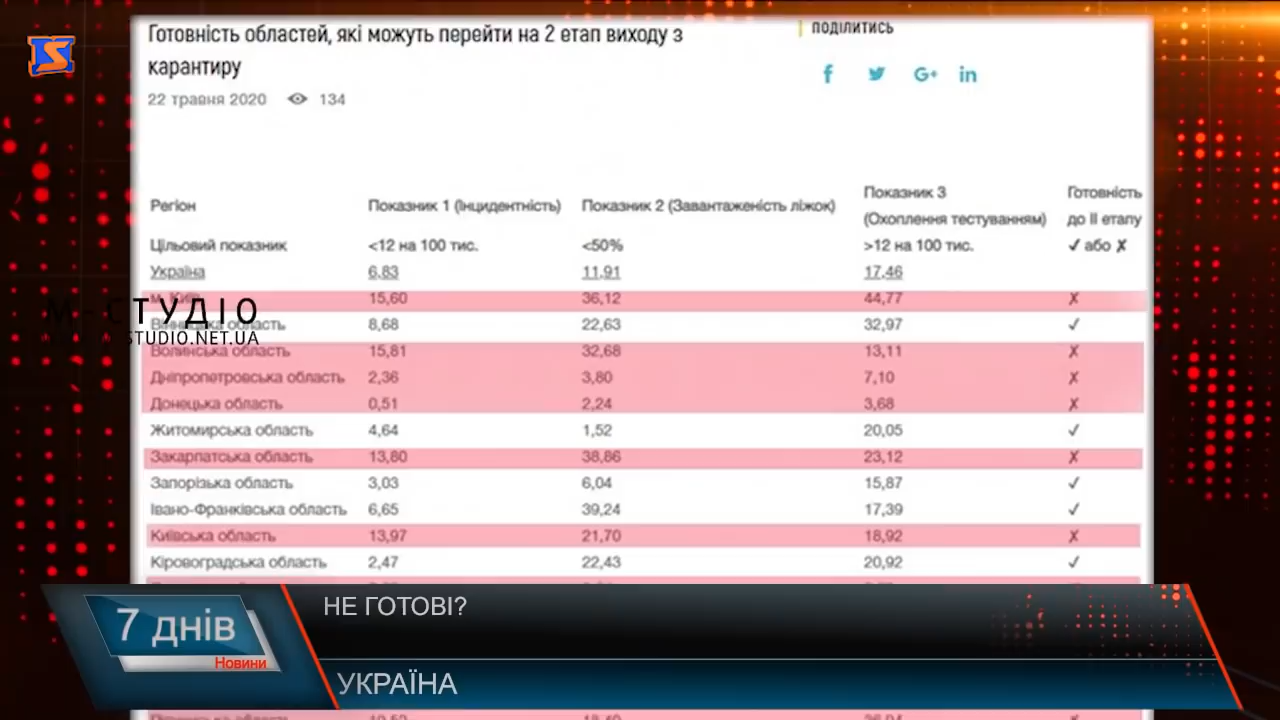 Готовність областей, які можуть перейти на 2 етап виходу з
карантиру
22 травня 2020 134
ПОДІЛИТИСЬ
f G+ in
Регіон Показник 1 (Інцидентність) Показник 2 (Завантаженість ліжок) Показник 3 (Охоплення тестуванням) Готовність до II етапу
Цільовий показник <12 на 100 тис. <50% >12 на 100 тис. ✓ або ✗
Україна 6,83 11,91 17,46
м. Київ 15,60 36,12 44,77 ✗
М-СТУДІО
Вінницька область 8,68 22,63 32,97 ✓
STUDIO.NET.UA
Волинська область 15,81 32,68 13,11 ✗
Дніпропетровська область 2,36 3,80 7,10 ✗
Донецька область 0,51 2,24 3,68 ✗
Житомирська область 4,64 1,52 20,05 ✓
Закарпатська область 13,80 38,86 23,12 ✗
Запорізька область 3,03 6,04 15,87 ✓
Івано-Франківська область 6,65 39,24 17,39 ✓
Київська область 13,97 21,70 18,92 ✗
Кіровоградська область 2,47 22,43 20,92 ✓
7 днів
Новини
НЕ ГОТОВІ?
УКРАЇНА